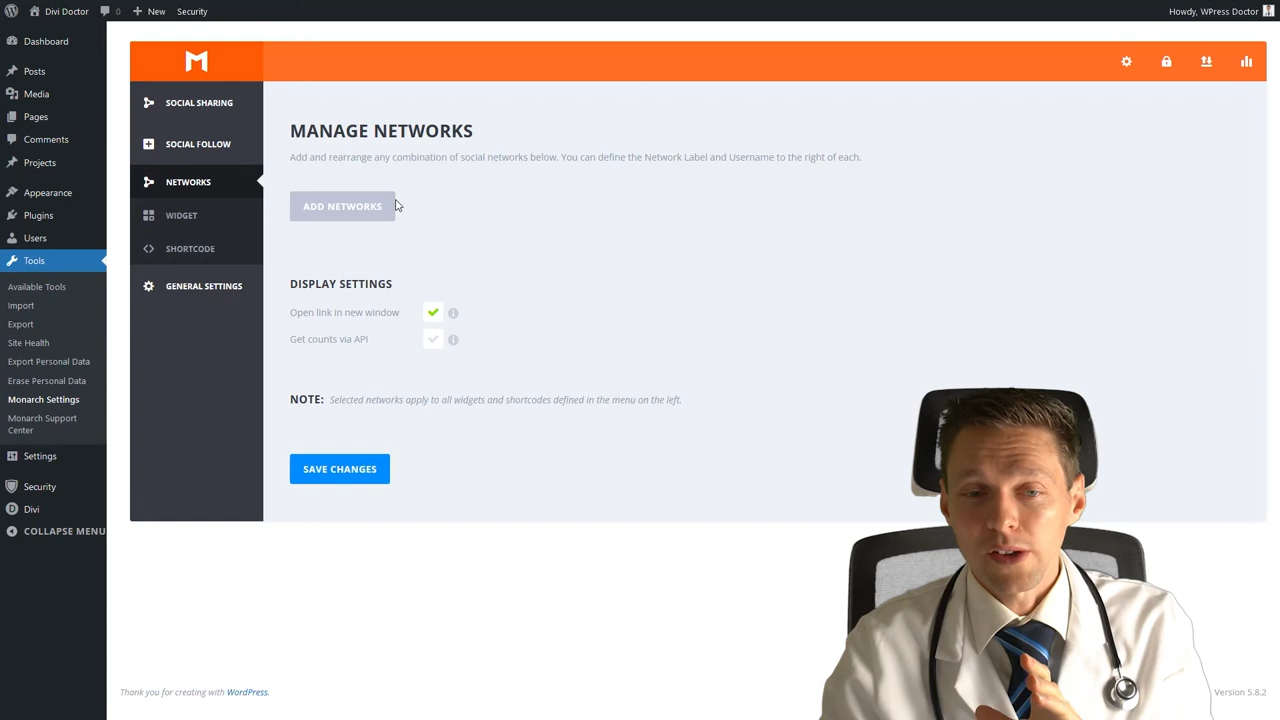 Divi Doctor
0
New
Security
Howdy, WPress Doctor
Dashboard
Posts
Media
Pages
Comments
Projects
Appearance
Plugins
Users
Tools
Available Tools
Import
Export
Site Health
Export Personal Data
Erase Personal Data
Monarch Settings
Monarch Support
Center
Settings
Security
Divi
COLLAPSE MENU
SOCIAL SHARING
SOCIAL FOLLOW
NETWORKS
WIDGET
SHORTCODE
GENERAL SETTINGS
MANAGE NETWORKS
Add and rearrange any combination of social networks below. You can define the Network Label and Username to the right of each.
ADD NETWORKS
DISPLAY SETTINGS
Open link in new window
Get counts via API
NOTE: Selected networks apply to all widgets and shortcodes defined in the menu on the left.
SAVE CHANGES
Thank you for creating with WordPress.
Version 5.8.2